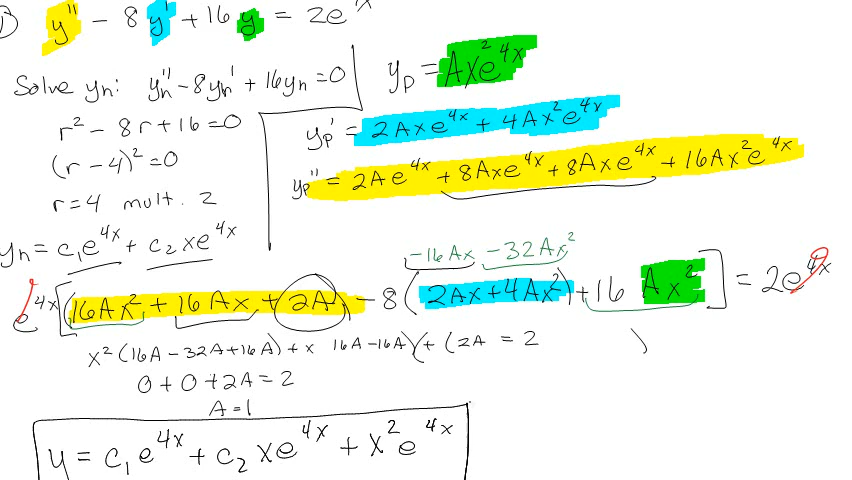 1) y'' - 8y' + 16y = 2e^4x
Solve yh: yh'' - 8yh' + 16yh = 0
r² - 8r + 16 = 0
(r - 4)² = 0
r = 4 mult. 2
yh = c₁e^4x + c₂xe^4x
yp = Ax²e^4x
yp' = 2Axe^4x + 4Ax²e^4x
yp'' = 2Ae^4x + 8Axe^4x + 8Axe^4x + 16Ax²e^4x
-16Ax -32Ax²
e^4x[(16Ax² + 16Ax + 2A) - 8(2Ax + 4Ax²) + 16 Ax²] = 2e^4x
x²(16A - 32A + 16A) + x 16A - 16A) + (2A = 2 )
0 + 0 + 2A = 2
A = 1
y = c₁e^4x + c₂xe^4x + x²e^4x